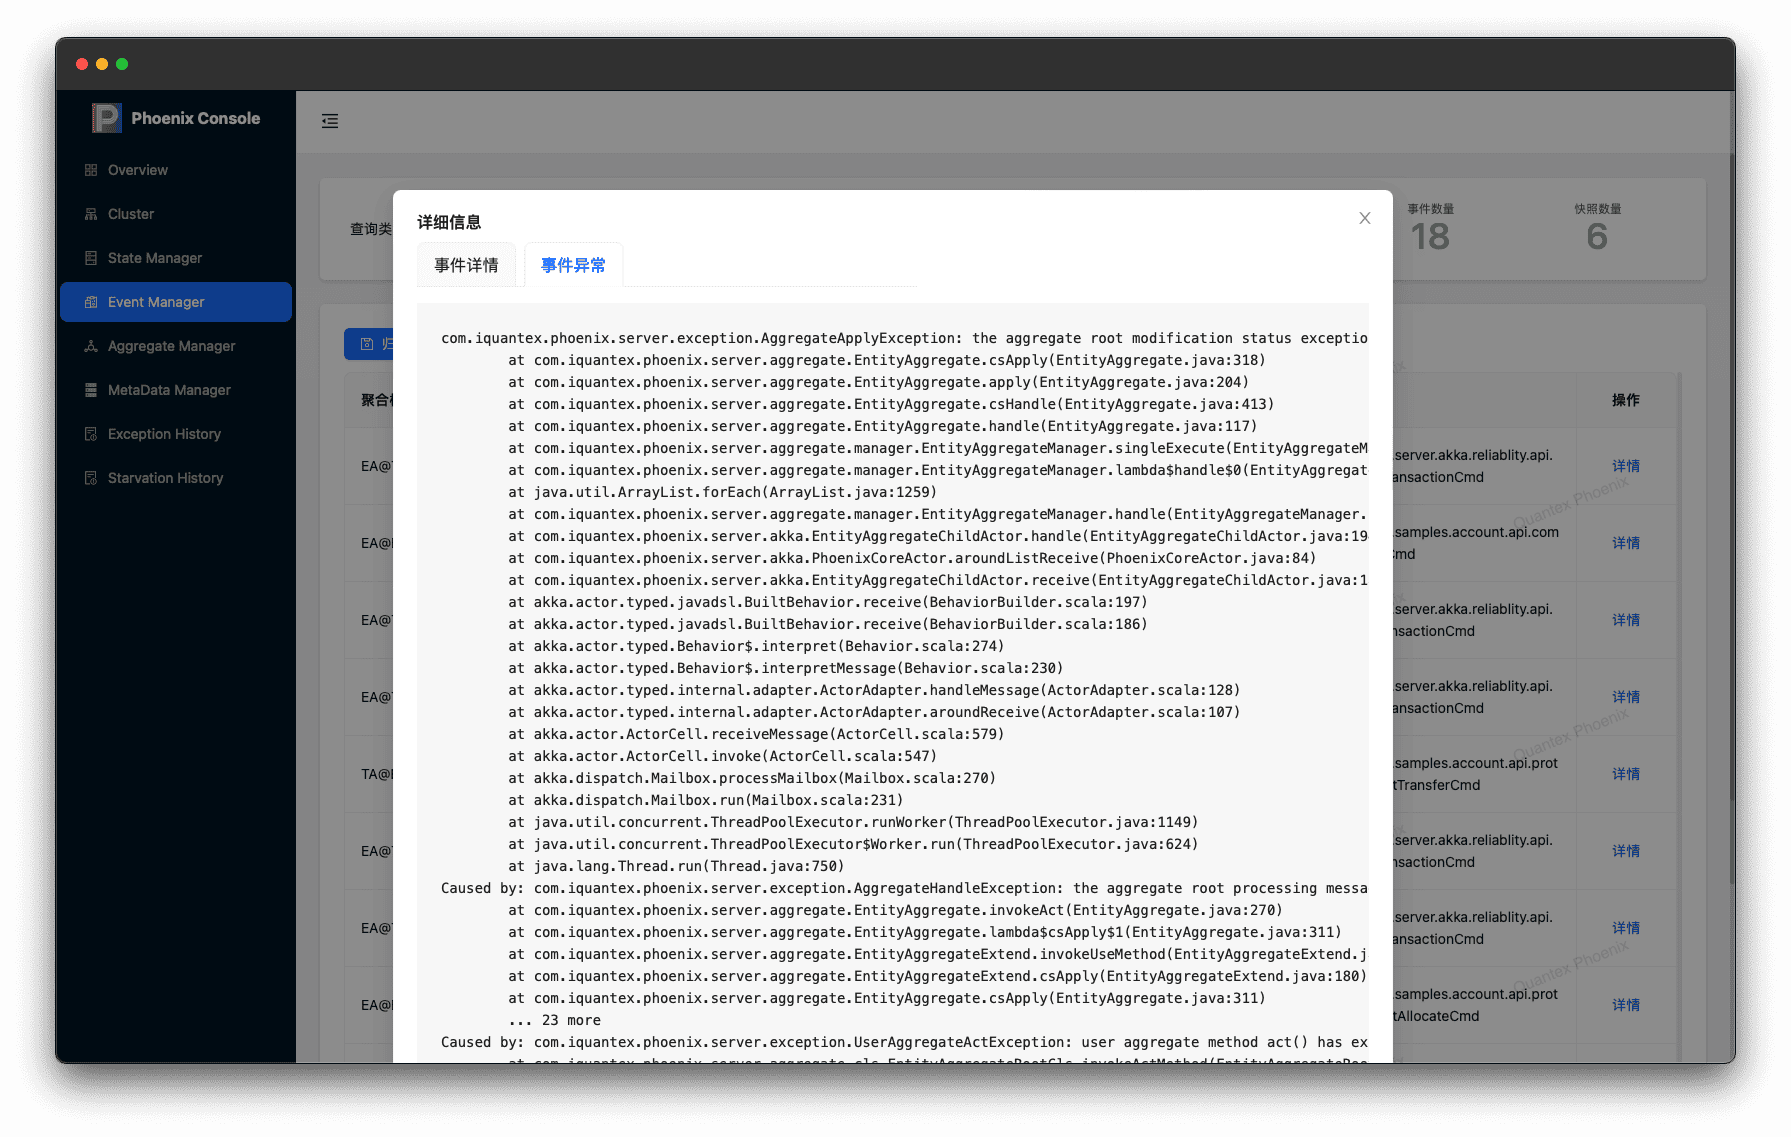 Phoenix Console
Overview
Cluster
State Manager
Event Manager
Aggregate Manager
MetaData Manager
Exception History
Starvation History
查询类
事件数量
18
快照数量
6
详细信息
事件详情
事件异常
com.iquantex.phoenix.server.exception.AggregateApplyException: the aggregate root modification status exceptio
at com.iquantex.phoenix.server.aggregate.EntityAggregate.csApply(EntityAggregate.java:318)
at com.iquantex.phoenix.server.aggregate.EntityAggregate.apply(EntityAggregate.java:204)
at com.iquantex.phoenix.server.aggregate.EntityAggregate.csHandle(EntityAggregate.java:413)
at com.iquantex.phoenix.server.aggregate.EntityAggregate.handle(EntityAggregate.java:117)
at com.iquantex.phoenix.server.aggregate.manager.EntityAggregateManager.singleExecute(EntityAggregateM
at com.iquantex.phoenix.server.aggregate.manager.EntityAggregateManager.lambda$handle$0(EntityAggregat
at java.util.ArrayList.forEach(ArrayList.java:1259)
at com.iquantex.phoenix.server.aggregate.manager.EntityAggregateManager.handle(EntityAggregateManager.
at com.iquantex.phoenix.server.akka.EntityAggregateChildActor.handle(EntityAggregateChildActor.java:19
at com.iquantex.phoenix.server.akka.PhoenixCoreActor.aroundListReceive(PhoenixCoreActor.java:84)
at com.iquantex.phoenix.server.akka.EntityAggregateChildActor.receive(EntityAggregateChildActor.java:1
at akka.actor.typed.javadsl.BuiltBehavior.receive(BehaviorBuilder.scala:197)
at akka.actor.typed.javadsl.BuiltBehavior.receive(BehaviorBuilder.scala:186)
at akka.actor.typed.Behavior$.interpret(Behavior.scala:274)
at akka.actor.typed.Behavior$.interpretMessage(Behavior.scala:230)
at akka.actor.typed.internal.adapter.ActorAdapter.handleMessage(ActorAdapter.scala:128)
at akka.actor.typed.internal.adapter.ActorAdapter.aroundReceive(ActorAdapter.scala:107)
at akka.actor.ActorCell.receiveMessage(ActorCell.scala:579)
at akka.actor.ActorCell.invoke(ActorCell.scala:547)
at akka.dispatch.Mailbox.processMailbox(Mailbox.scala:270)
at akka.dispatch.Mailbox.run(Mailbox.scala:231)
at java.util.concurrent.ThreadPoolExecutor.runWorker(ThreadPoolExecutor.java:1149)
at java.util.concurrent.ThreadPoolExecutor$Worker.run(ThreadPoolExecutor.java:624)
at java.lang.Thread.run(Thread.java:750)
Caused by: com.iquantex.phoenix.server.exception.AggregateHandleException: the aggregate root processing messa
at com.iquantex.phoenix.server.aggregate.EntityAggregate.invokeAct(EntityAggregate.java:270)
at com.iquantex.phoenix.server.aggregate.EntityAggregate.lambda$csApply$1(EntityAggregate.java:311)
at com.iquantex.phoenix.server.aggregate.EntityAggregateExtend.invokeUseMethod(EntityAggregateExtend.j
at com.iquantex.phoenix.server.aggregate.EntityAggregateExtend.csApply(EntityAggregateExtend.java:180)
at com.iquantex.phoenix.server.aggregate.EntityAggregate.csApply(EntityAggregate.java:311)
... 23 more
Caused by: com.iquantex.phoenix.server.exception.UserAggregateActException: user aggregate method act() has ex
聚合
操作
EA@
server.akka.reliablity.api.
ansactionCmd
详情
EA@
samples.account.api.com
md
详情
EA@
server.akka.reliablity.api.
nsactionCmd
详情
EA@
server.akka.reliablity.api.
ansactionCmd
详情
TA@
samples.account.api.prot
tTransferCmd
详情
EA@
server.akka.reliablity.api.
nsactionCmd
详情
EA@
server.akka.reliablity.api.
ansactionCmd
详情
EA@
samples.account.api.prot
tAllocateCmd
详情
Quantex Phoenix
Quantex Phoenix
Quantex Phoenix